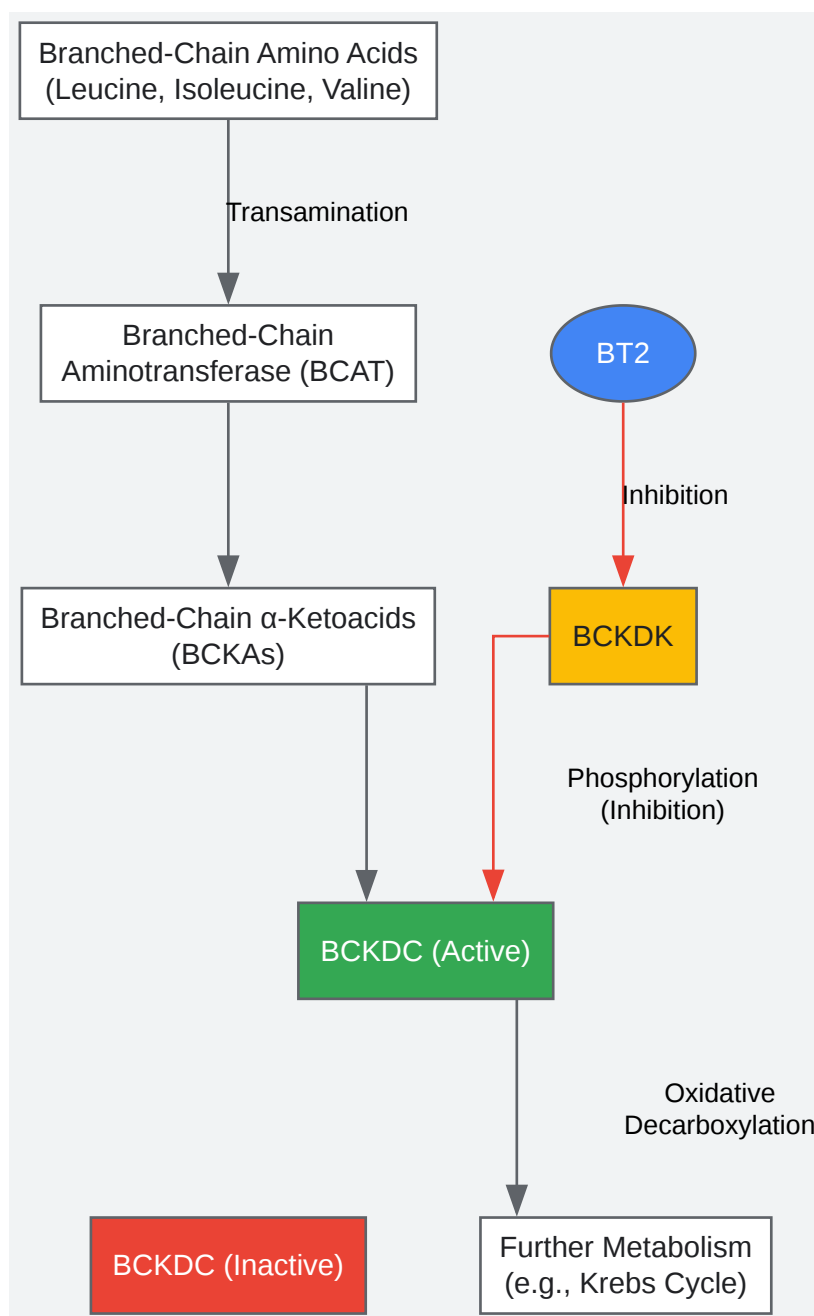 Branched-Chain Amino Acids
(Leucine, Isoleucine, Valine)
Transamination
Branched-Chain
Aminotransferase (BCAT)
BT2
Inhibition
Branched-Chain α-Ketoacids
(BCKAs)
BCKDK
Phosphorylation
(Inhibition)
BCKDC (Active)
Oxidative
Decarboxylation
BCKDC (Inactive)
Further Metabolism
(e.g., Krebs Cycle)